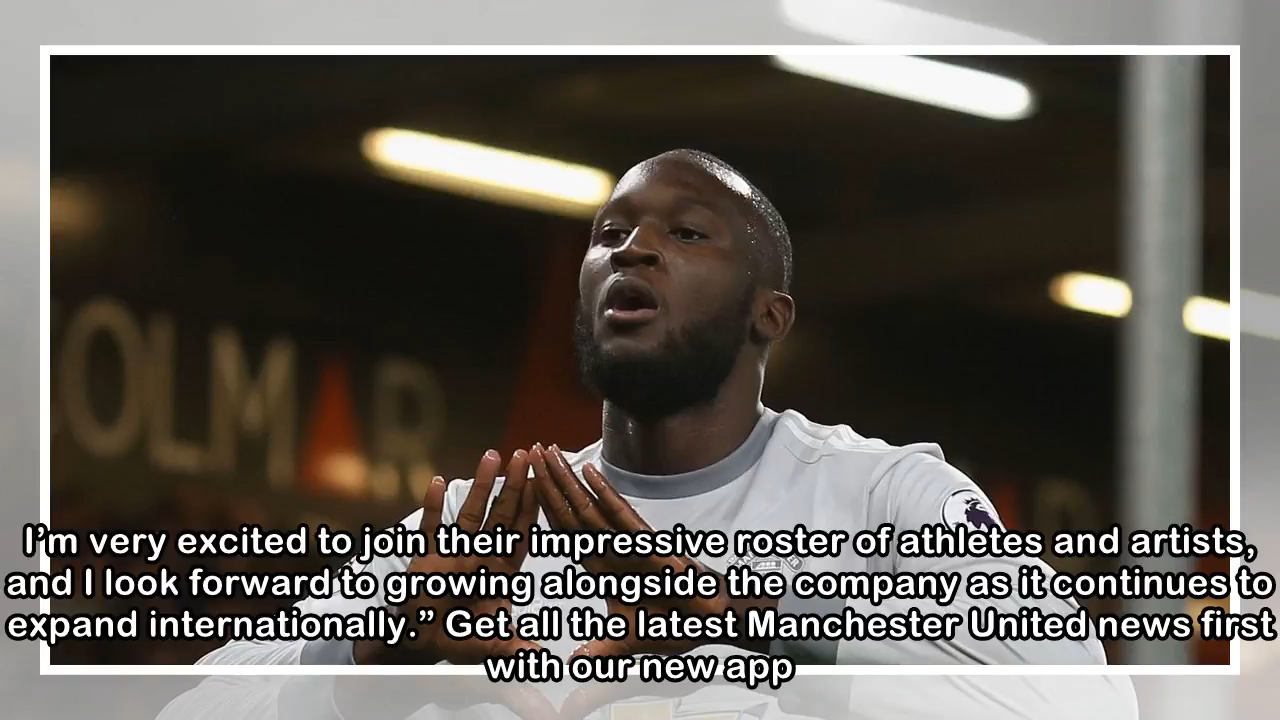 OLMAR
I’m very excited to join their impressive roster of athletes and artists,
and I look forward to growing alongside the company as it continues to
expand internationally.” Get all the latest Manchester United news first
with our new app